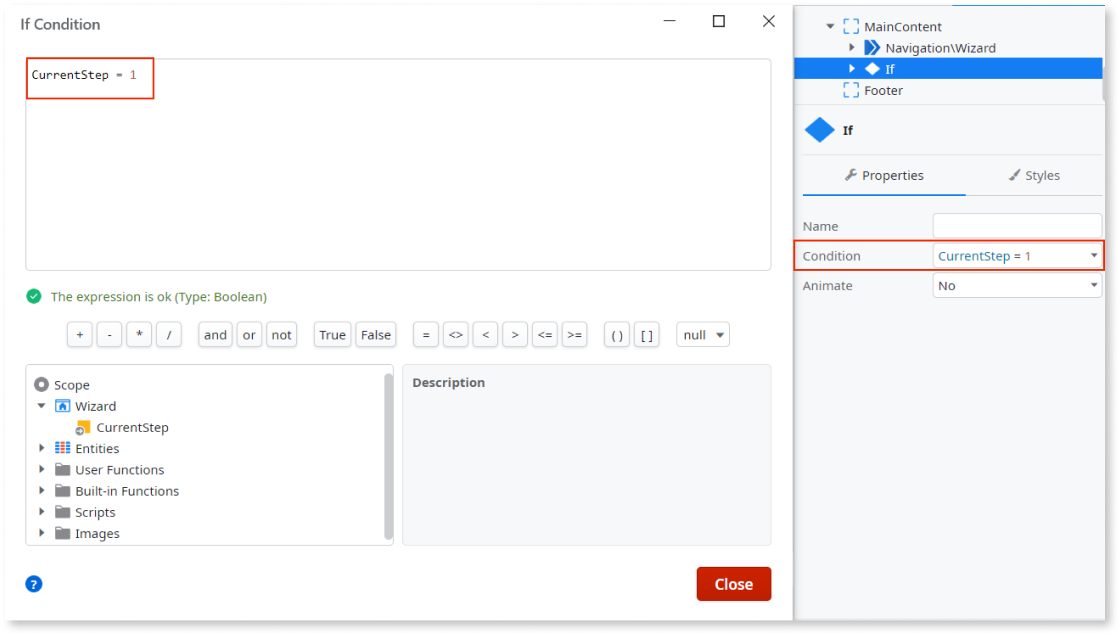 If Condition
CurrentStep = 1
The expression is ok (Type: Boolean)
+ - * / and or not True False = <> < > <= >= ( ) [ ] null
Scope
Wizard
CurrentStep
Entities
User Functions
Built-in Functions
Scripts
Images
Description
?
Close
MainContent
Navigation\Wizard
If
Footer
If
Properties Styles
Name
Condition CurrentStep = 1
Animate No